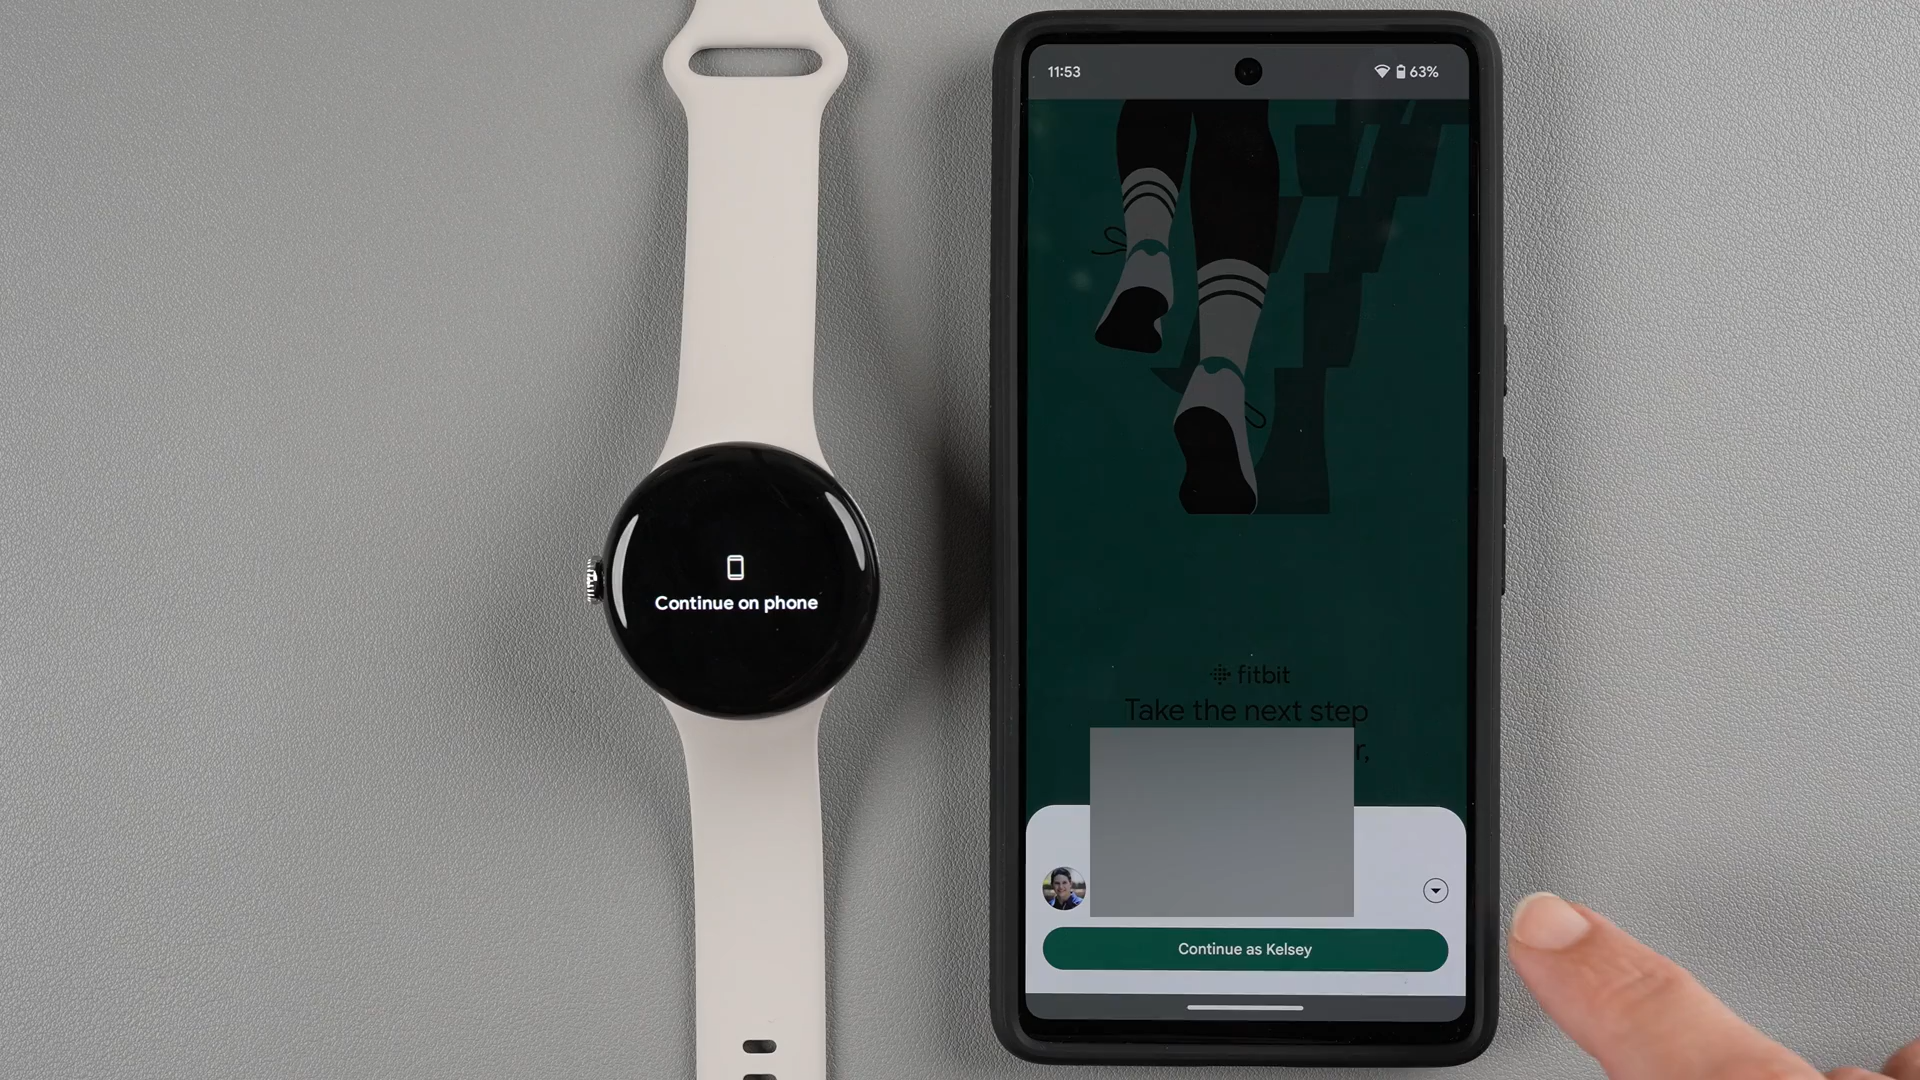 11:53
63%
Continue on phone
fitbit
Take the next step
r,
Continue as Kelsey